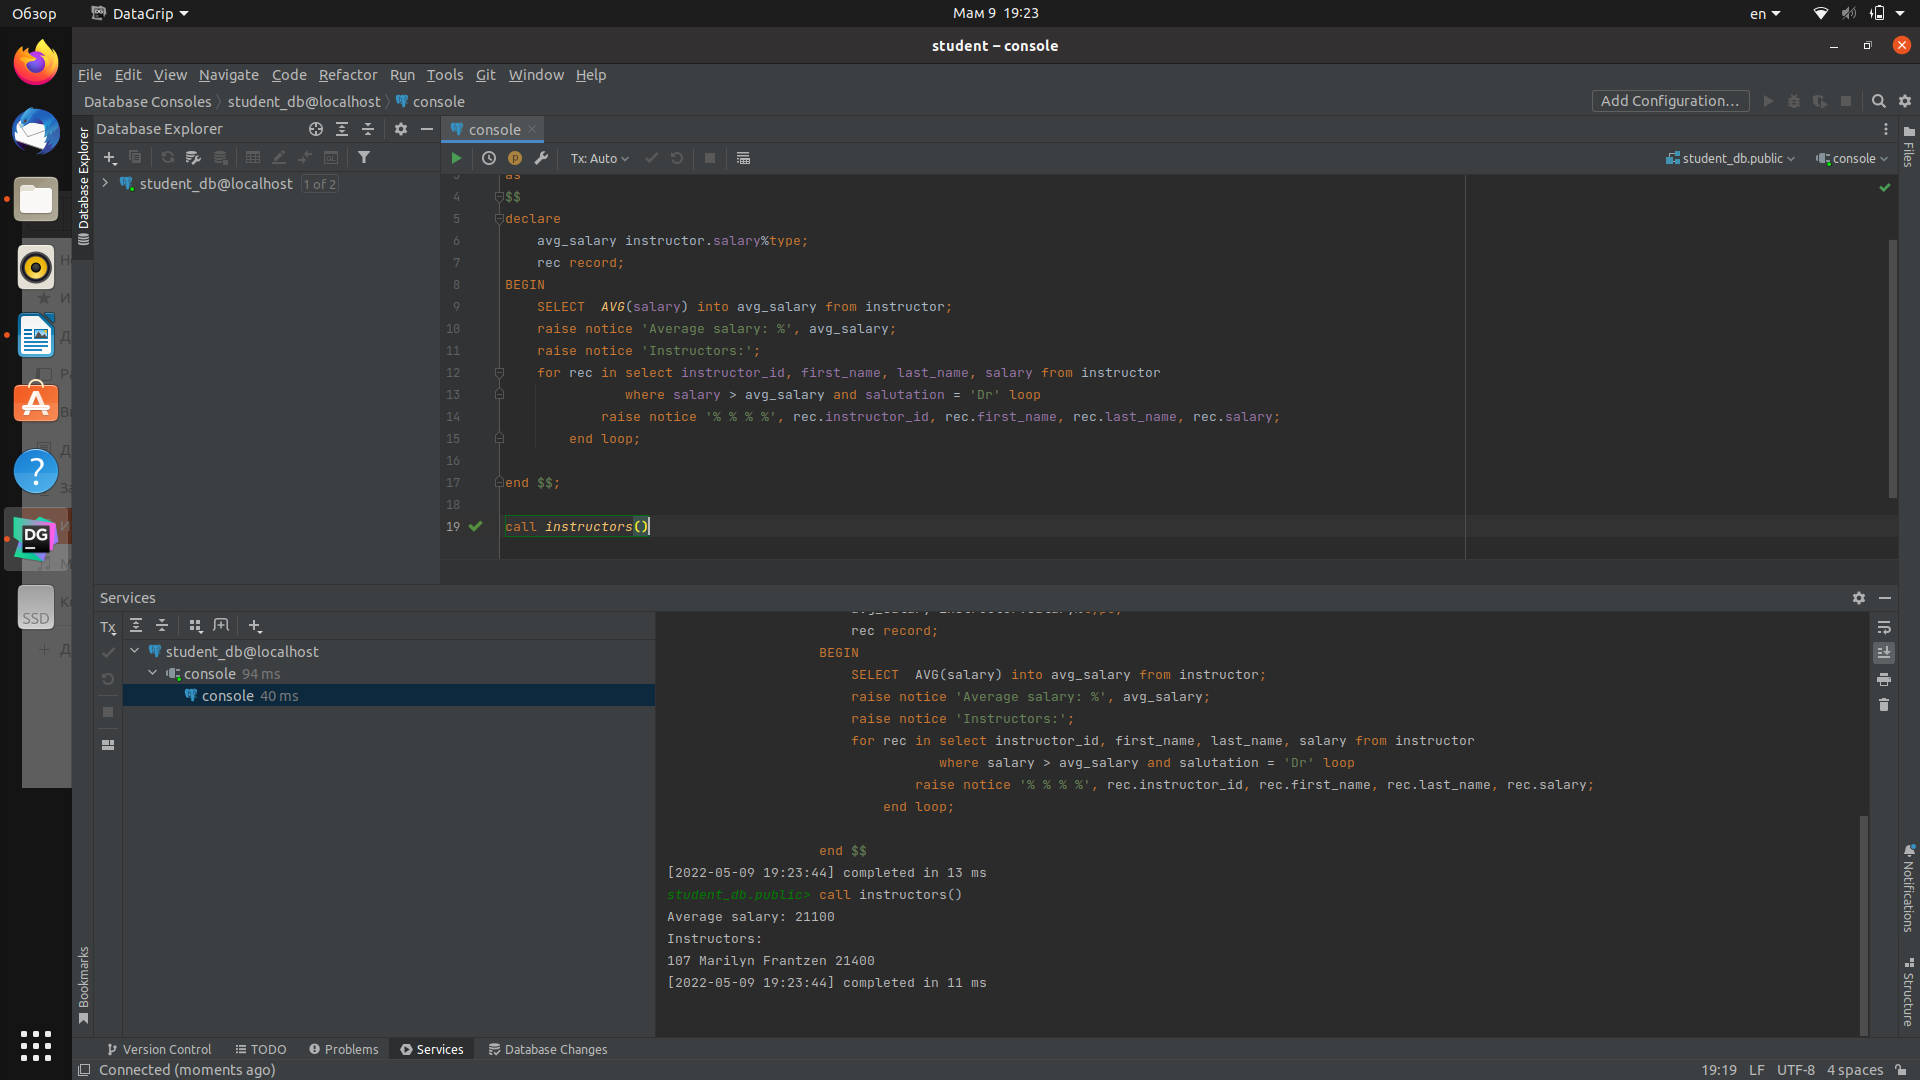 Обзор
DataGrip
Мам 9 19:23
en
student – console
File Edit View Navigate Code Refactor Run Tools Git Window Help
Database Consoles student_db@localhost console
Add Configuration...
Database Explorer
console
Database Explorer
Files
Tx: Auto
student_db.public
console
student_db@localhost 1 of 2
3 as
4 $$
5 declare
6 avg_salary instructor.salary%type;
7 rec record;
8 BEGIN
9 SELECT AVG(salary) into avg_salary from instructor;
10 raise notice 'Average salary: %', avg_salary;
11 raise notice 'Instructors:';
12 for rec in select instructor_id, first_name, last_name, salary from instructor
13 where salary > avg_salary and salutation = 'Dr' loop
14 raise notice '% % % %', rec.instructor_id, rec.first_name, rec.last_name, rec.salary;
15 end loop;
16
17 end $$;
18
19 call instructors()
DG
SSD
Services
Tx
student_db@localhost
console 94 ms
console 40 ms
rec record;
BEGIN
SELECT AVG(salary) into avg_salary from instructor;
raise notice 'Average salary: %', avg_salary;
raise notice 'Instructors:';
for rec in select instructor_id, first_name, last_name, salary from instructor
where salary > avg_salary and salutation = 'Dr' loop
raise notice '% % % %', rec.instructor_id, rec.first_name, rec.last_name, rec.salary;
end loop;
end $$
[2022-05-09 19:23:44] completed in 13 ms
student_db.public> call instructors()
Average salary: 21100
Instructors:
107 Marilyn Frantzen 21400
[2022-05-09 19:23:44] completed in 11 ms
Notifications
Structure
Bookmarks
Version Control TODO Problems Services Database Changes
Connected (moments ago)
19:19 LF UTF-8 4 spaces